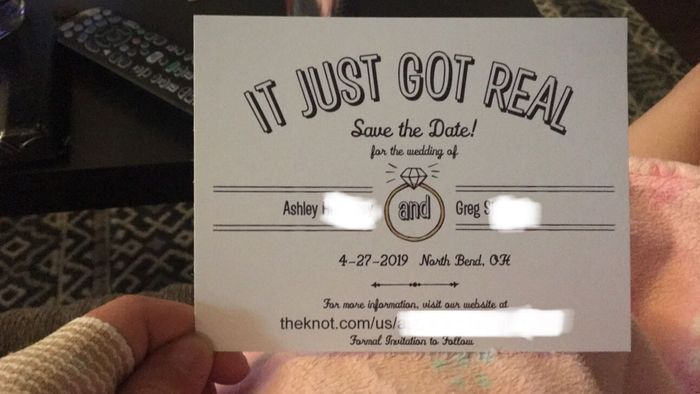 IT JUST GOT REAL
Save the Date!
for the wedding of
Ashley H and Greg S
4-27-2019 North Bend, OH
For more information, visit our website at
theknot.com/us/a
Formal Invitation to Follow